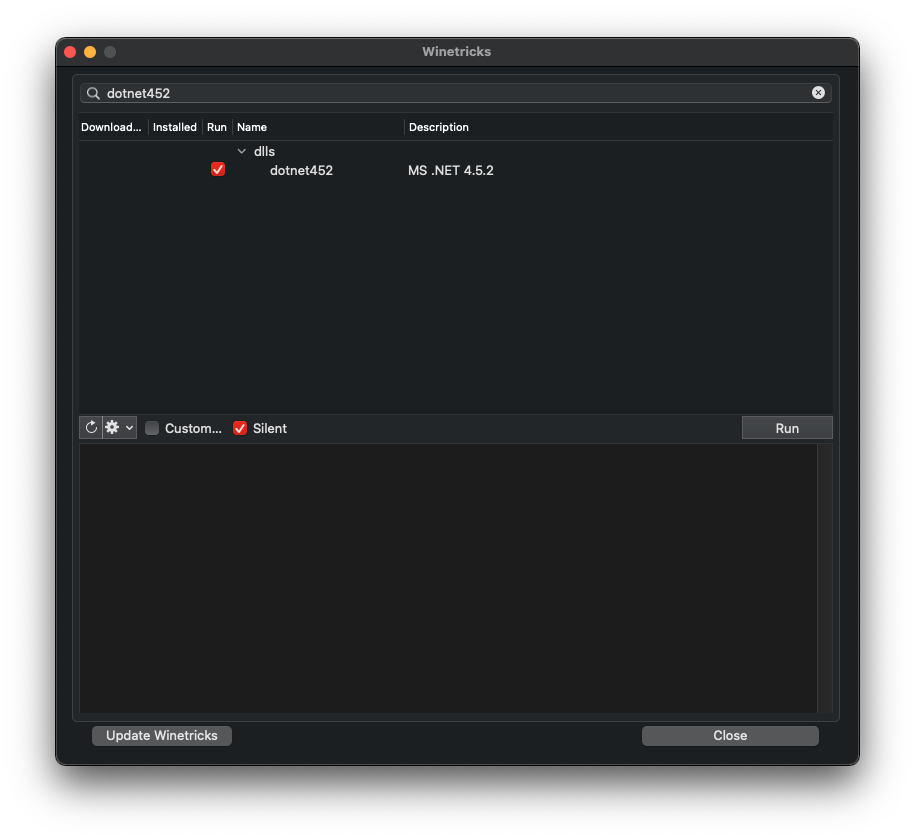 Winetricks
dotnet452
Download... Installed Run Name Description
dlls
dotnet452 MS .NET 4.5.2
Custom... Silent Run
Update Winetricks Close